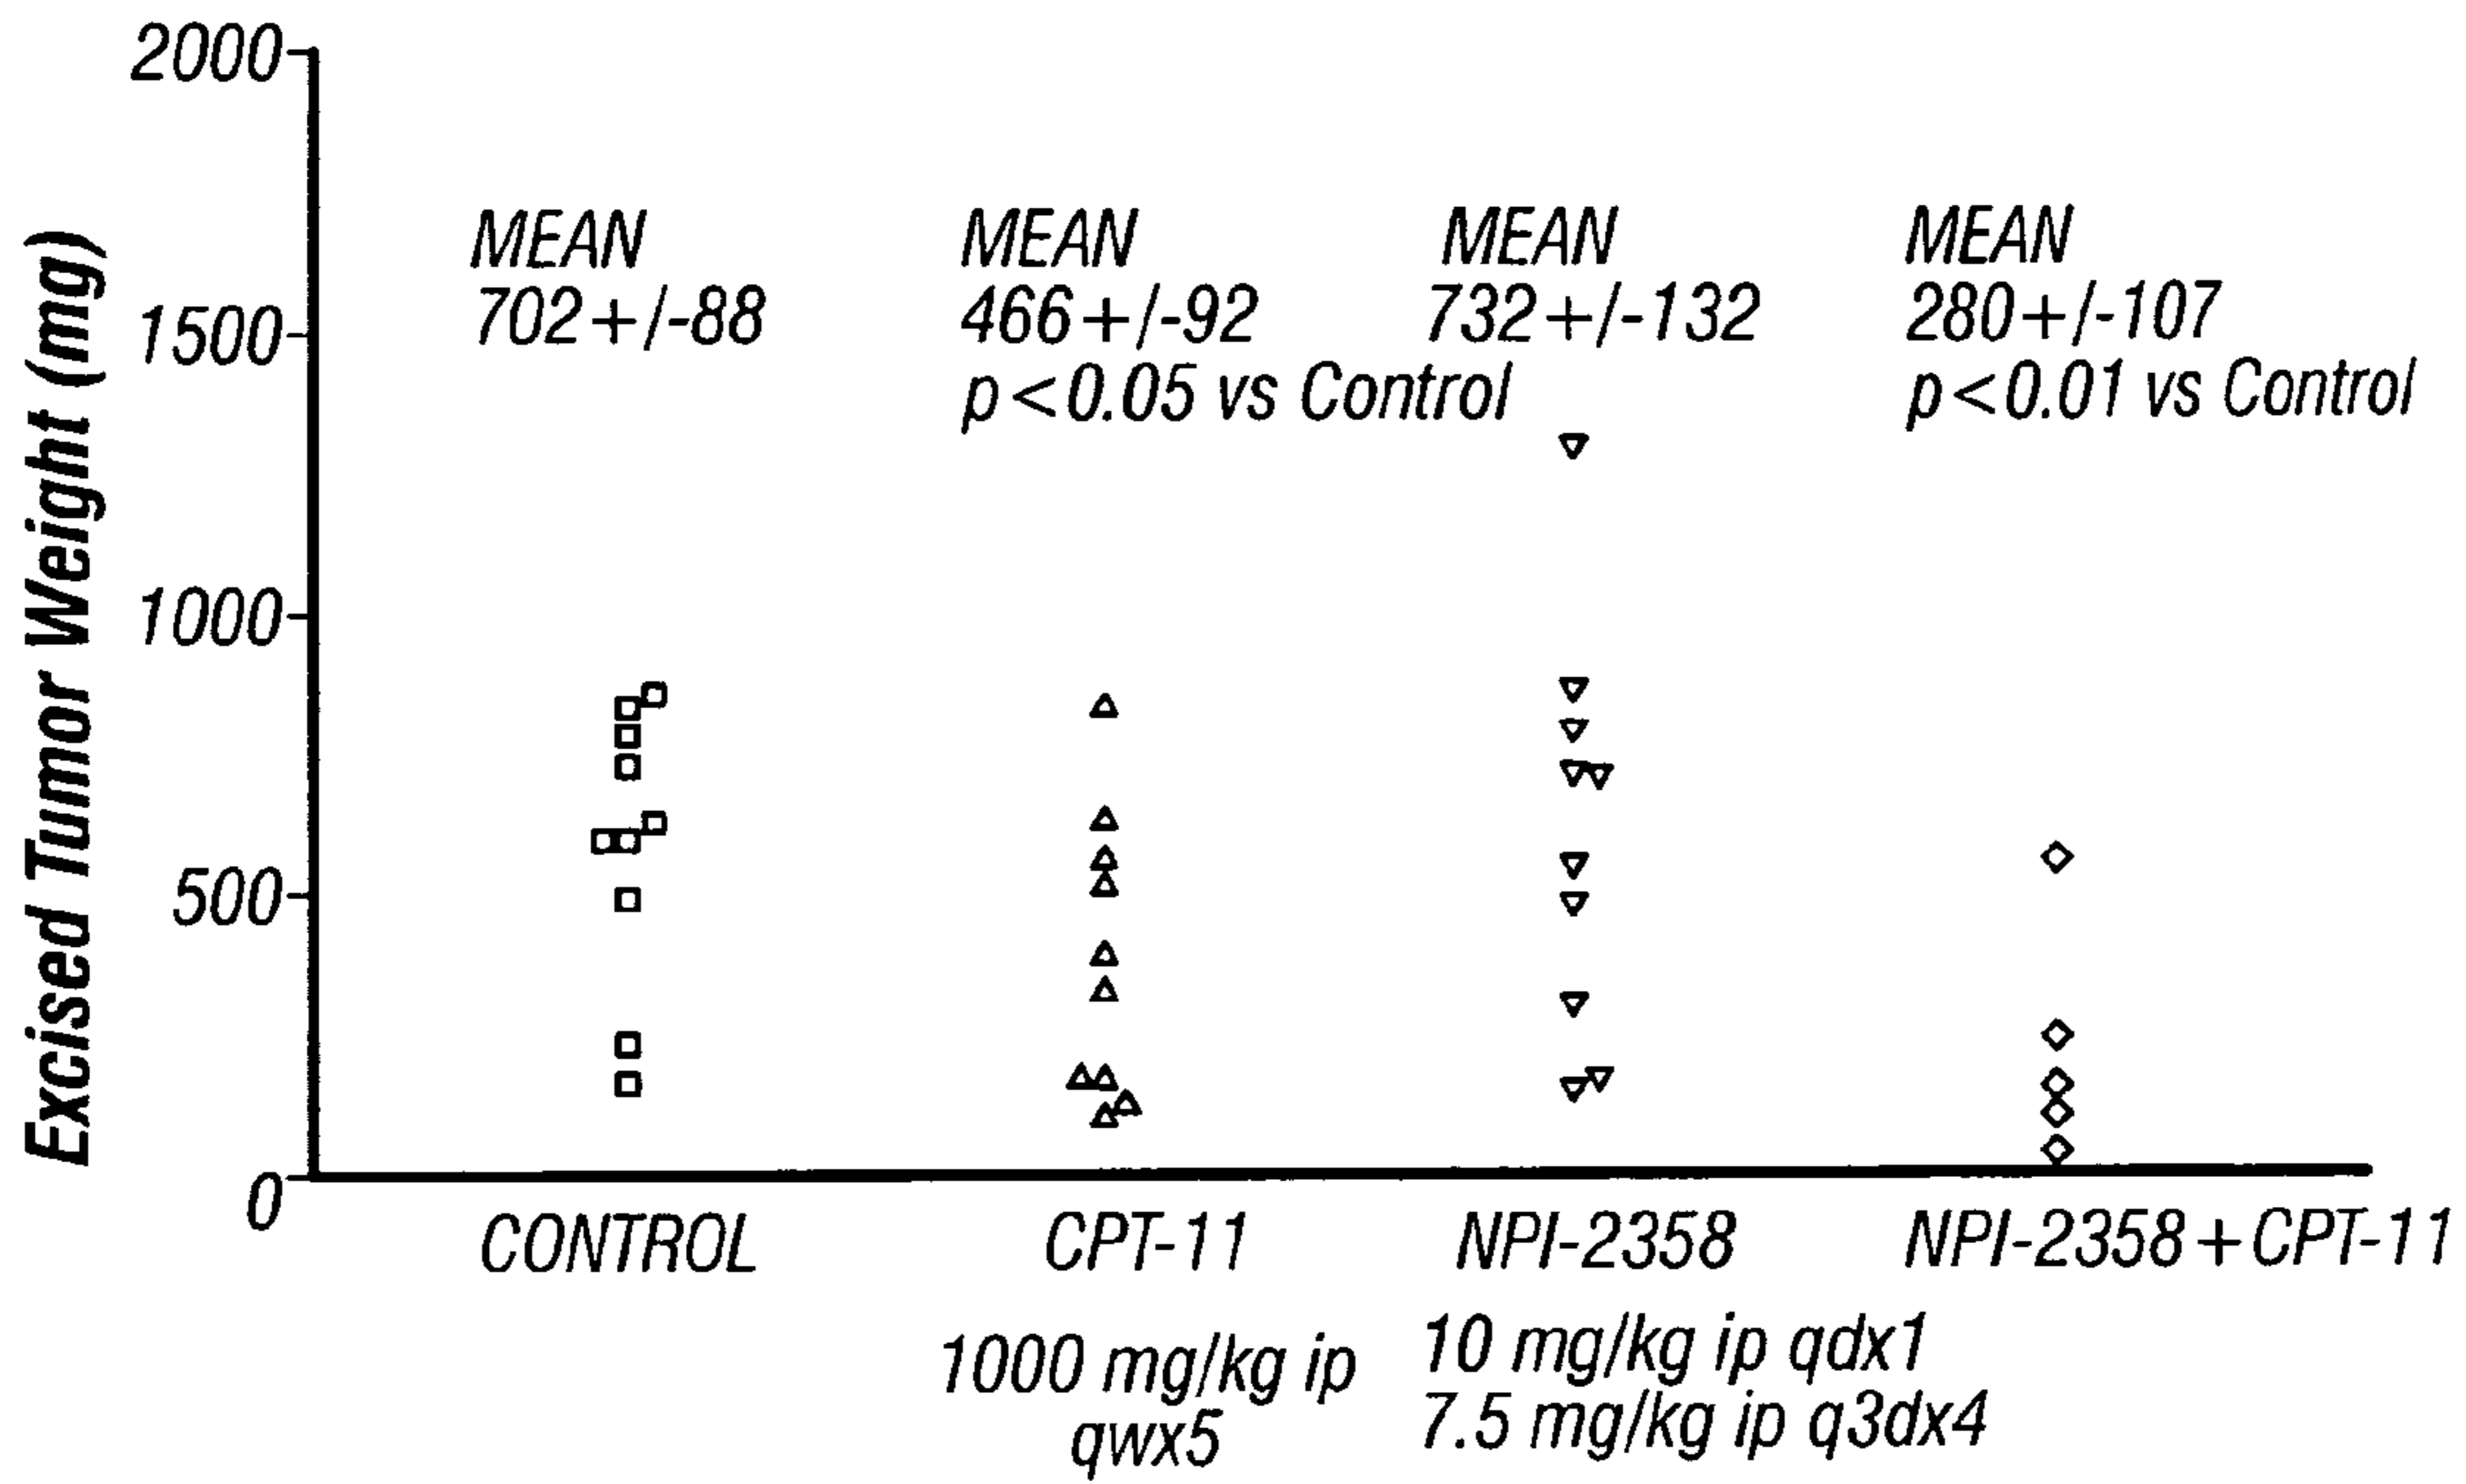 Excised Tumor Weight (mg)
2000
1500
1000
500
0
MEAN
702+/-88
MEAN
466+/-92
p<0.05 vs Control
MEAN
732+/-132
MEAN
280+/-107
p<0.01 vs Control
CONTROL
CPT-11
NPI-2358
NPI-2358+CPT-11
1000 mg/kg ip
qwx5
10 mg/kg ip qdx1
7.5 mg/kg ip q3dx4